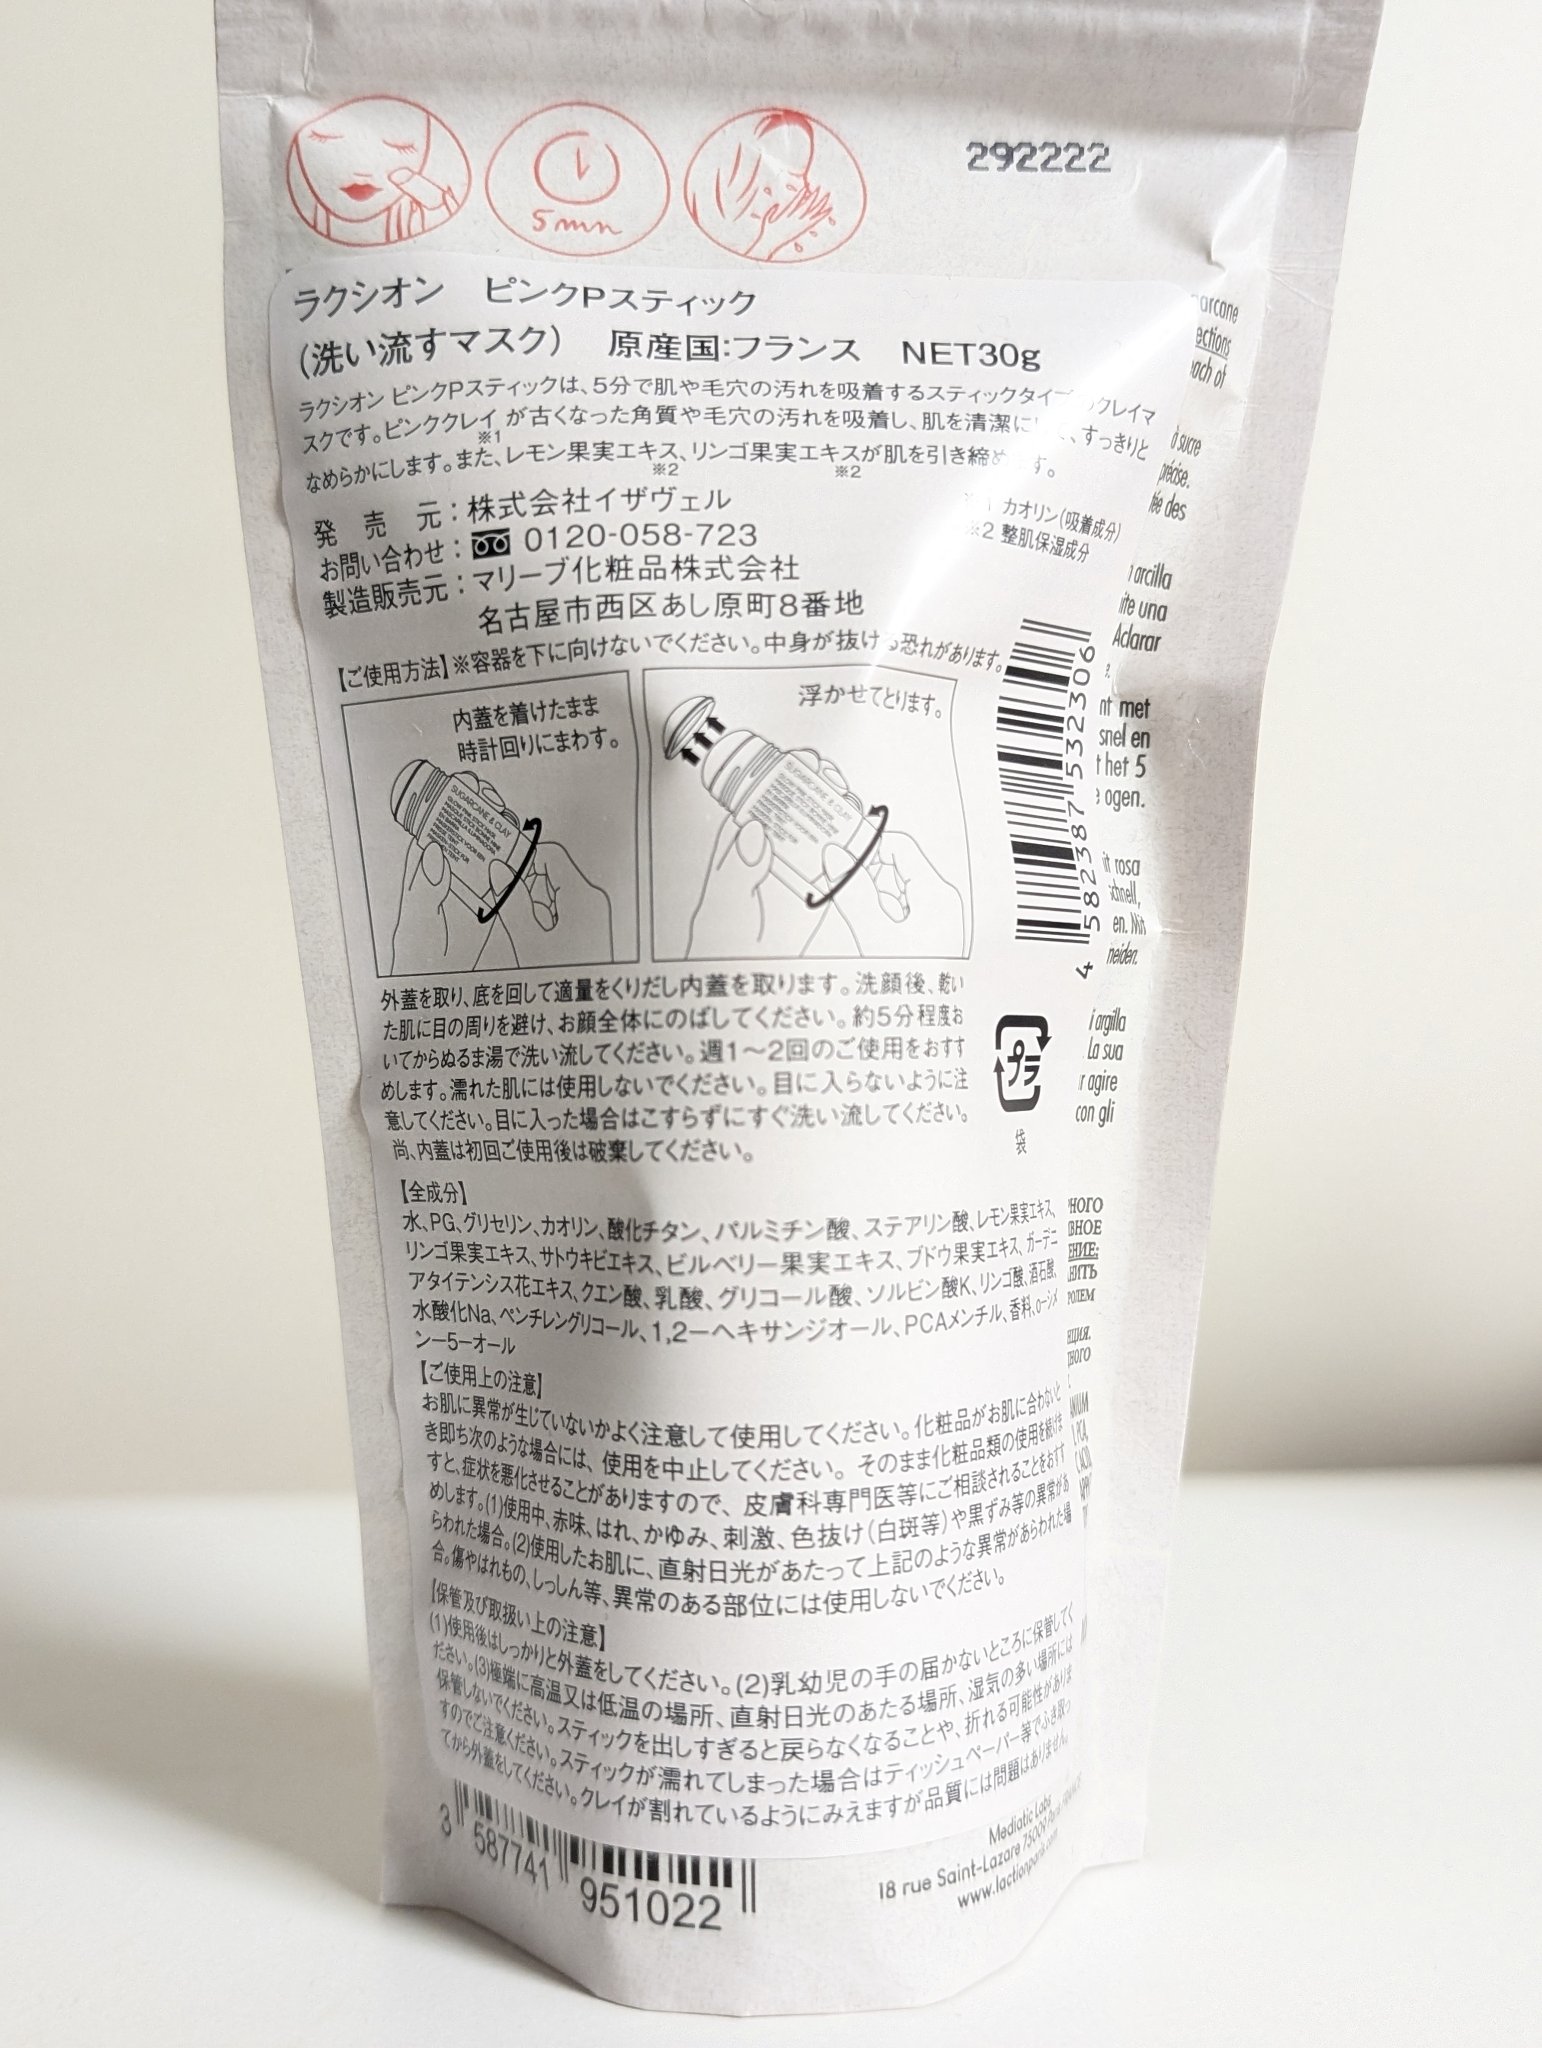 5mn
292222
ラクシオン ピンクPスティック
(洗い流すマスク) 原産国:フランス NET30g
ラクシオン ピンクPスティックは、5分で肌や毛穴の汚れを吸着するスティックタイプ クレイマ
スクです。ピンククレイが古くなった角質や毛穴の汚れを吸着し、肌を清潔に 、すっきりと
※1
なめらかにします。また、レモン果実エキス、リンゴ果実エキスが肌を引き締め す。
※2 ※2
※1 カオリン(吸着成分)
※2 整肌保湿成分
発売元:株式会社イザヴェル
お問い合わせ: 0120-058-723
製造販売元:マリーブ化粧品株式会社
名古屋市西区あし原町8番地
【ご使用方法】※容器を下に向けないでください。中身が抜ける恐れがあります。
内蓋を着けたまま
時計回りにまわす。
SUGARCANE & CLAY
浮かせてとります。
SUGARCANE & CLAY
4 582387 532306
外蓋を取り、底を回して適量をくりだし内蓋を取ります。洗顔後、乾い
た肌に目の周りを避け、お顔全体にのばしてください。約5分程度お
いてからぬるま湯で洗い流してください。週1〜2回のご使用をおすす
めします。濡れた肌には使用しないでください。目に入らないように注
意してください。目に入った場合はこすらずにすぐ洗い流してください。
尚、内蓋は初回ご使用後は破棄してください。
プラ
袋
【全成分】
水、PG、グリセリン、カオリン、酸化チタン、パルミチン酸、ステアリン酸、レモン果実エキス、
リンゴ果実エキス、サトウキビエキス、ビルベリー果実エキス、ブドウ果実エキス、ガーデニ
アタイテンシス花エキス、クエン酸、乳酸、グリコール酸、ソルビン酸K、リンゴ酸、酒石酸、
水酸化Na、ペンチレングリコール、1,2ーヘキサンジオール、PCAメンチル、香料、oーシメ
ンー5ーオール
【ご使用上の注意】
お肌に異常が生じていないかよく注意して使用してください。化粧品がお肌に合わないと
き即ち次のような場合には、使用を中止してください。そのまま化粧品類の使用を続けま
すと、症状を悪化させることがありますので、皮膚科専門医等にご相談されることをおすす
めします。(1)使用中、赤味、はれ、かゆみ、刺激、色抜け(白斑等)や黒ずみ等の異常があ
らわれた場合。(2)使用したお肌に、直射日光があたって上記のような異常があらわれた場
合。傷やはれもの、しっしん等、異常のある部位には使用しないでください。
【保管及び取扱い上の注意】
(1)使用後はしっかりと外蓋をしてください。(2)乳幼児の手の届かないところに保管してく
ださい。(3)極端に高温又は低温の場所、直射日光のあたる場所、湿気の多い場所には
保管しないでください。スティックを出しすぎると戻らなくなることや、折れる可能性がありま
すのでご注意ください。スティックが濡れてしまった場合はティッシュペーパー等でふき取っ
てから外蓋をしてください。クレイが割れているようにみえますが品質には問題はありません。
ections
ach of
à sucre
précise.
tée des
arcilla
una
Aclarar
met
snel en
het 5
ogen.
rosa
en. Mit
neiden.
argilla
La sua
agire
con gli
3 587741 951022
Mediatic Labs
18 rue Saint-Lazare 75009 Paris FRANCE
www.lactionparis.com